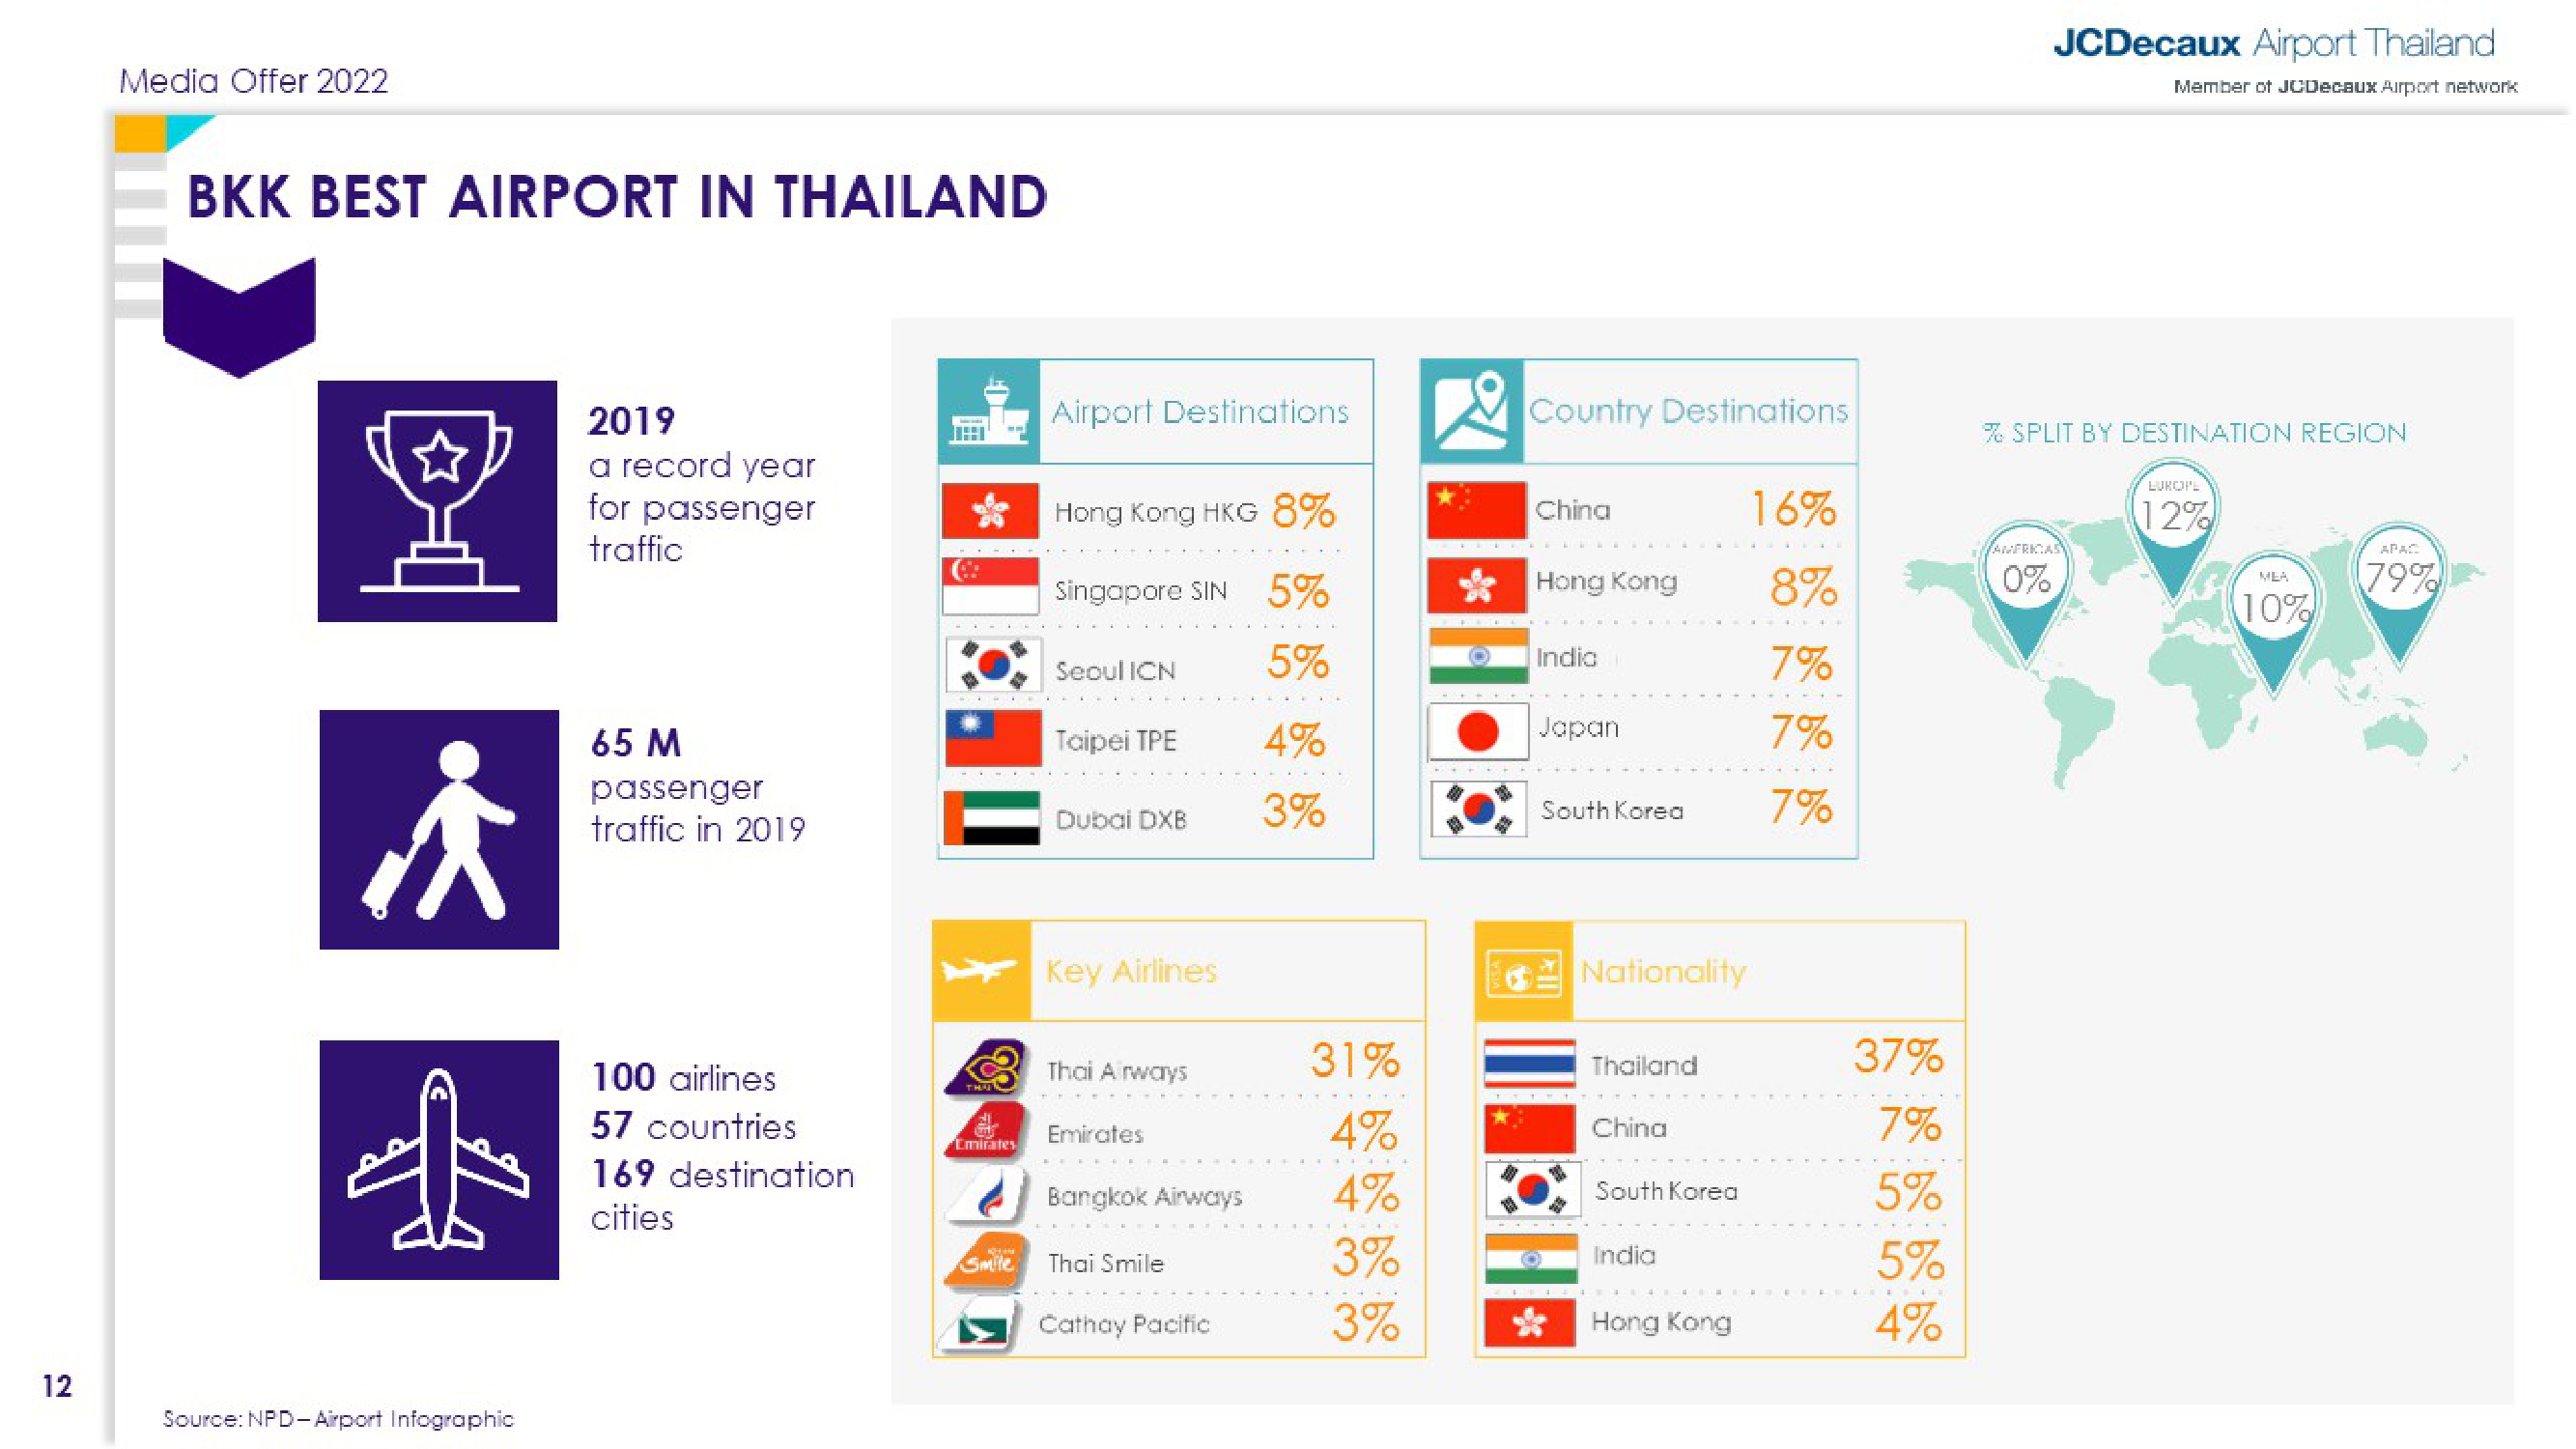 Media Offer 2022
JCDecaux Airport Thailand
Member of JCDecaux Airport network
BKK BEST AIRPORT IN THAILAND
2019
a record year
for passenger
traffic
65 M
passenger
traffic in 2019
100 airlines
57 countries
169 destination
cities
Airport Destinations
Hong Kong HKG 8%
Singapore SIN 5%
Seoul ICN 5%
Taipei TPE 4%
Dubai DXB 3%
Country Destinations
China 16%
Hong Kong 8%
India 7%
Japan 7%
South Korea 7%
% SPLIT BY DESTINATION REGION
EUROPE
12%
AMERICAS
0%
MEA
10%
APAC
79%
Key Airlines
THAI
Thai Airways 31%
Emirates
Emirates 4%
Bangkok Airways 4%
Smile
Thai Smile 3%
Cathay Pacific 3%
VISA
Nationality
Thailand 37%
China 7%
South Korea 5%
India 5%
Hong Kong 4%
12
Source: NPD – Airport Infographic